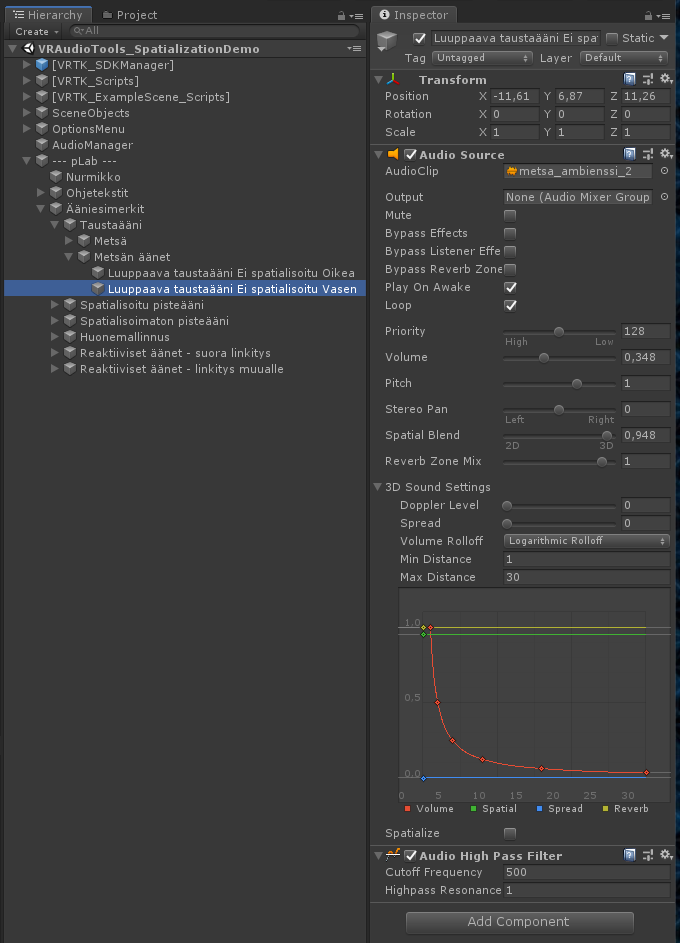 Hierarchy
Project
Create
All
VRAudioTools_SpatializationDemo
[VRTK_SDKManager]
[VRTK_Scripts]
[VRTK_ExampleScene_Scripts]
SceneObjects
OptionsMenu
AudioManager
--- pLab ---
Nurmikko
Ohjetekstit
Ääniesimerkit
Taustaääni
Metsä
Metsän äänet
Luuppaava taustaääni Ei spatialisoitu Oikea
Luuppaava taustaääni Ei spatialisoitu Vasen
Spatialisoitu pisteääni
Spatialisoimaton pisteääni
Huonemallinnus
Reaktiiviset äänet - suora linkitys
Reaktiiviset äänet - linkitys muualle
Inspector
Luuppaava taustaääni Ei spat
Static
Tag Untagged Layer Default
Transform
Position X -11,61 Y 6,87 Z 11,26
Rotation X 0 Y 0 Z 0
Scale X 1 Y 1 Z 1
Audio Source
AudioClip metsa_ambienssi_2
Output None (Audio Mixer Group
Mute
Bypass Effects
Bypass Listener Effe
Bypass Reverb Zone
Play On Awake
Loop
Priority 128
High Low
Volume 0,348
Pitch 1
Stereo Pan 0
Left Right
Spatial Blend 0,948
2D 3D
Reverb Zone Mix 1
3D Sound Settings
Doppler Level 0
Spread 0
Volume Rolloff Logarithmic Rolloff
Min Distance 1
Max Distance 30
1.0
0.5
0.0
0 5 10 15 20 25 30
Volume Spatial Spread Reverb
Spatialize
Audio High Pass Filter
Cutoff Frequency 500
Highpass Resonance 1
Add Component